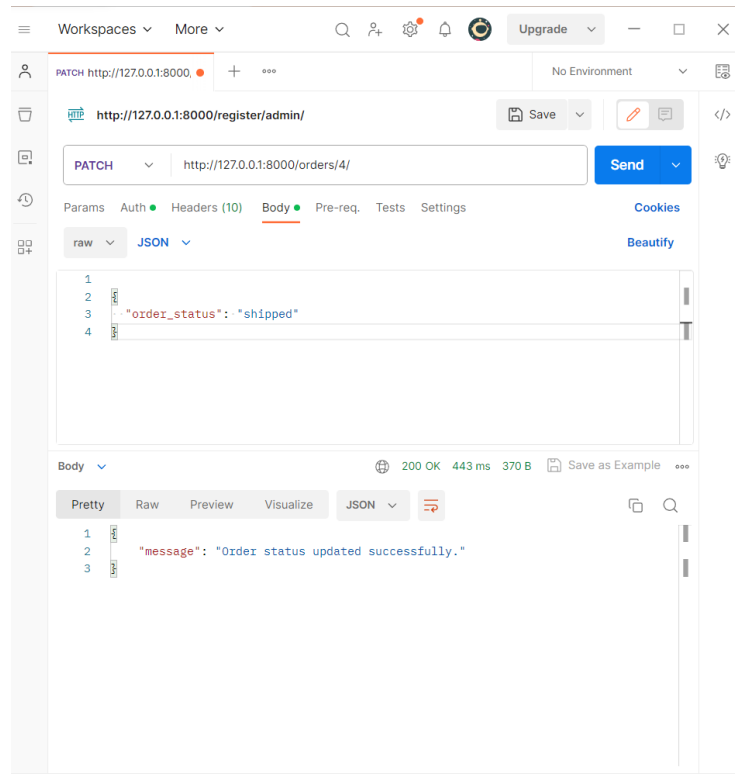 Workspaces More Upgrade
PATCH http://127.0.0.1:8000, No Environment
HTTP http://127.0.0.1:8000/register/admin/ Save
PATCH http://127.0.0.1:8000/orders/4/ Send
Params Auth Headers (10) Body Pre-req. Tests Settings Cookies
raw JSON Beautify
1
2 {
3 "order_status": "shipped"
4 }
Body 200 OK 443 ms 370 B Save as Example
Pretty Raw Preview Visualize JSON
1 {
2 "message": "Order status updated successfully."
3 }